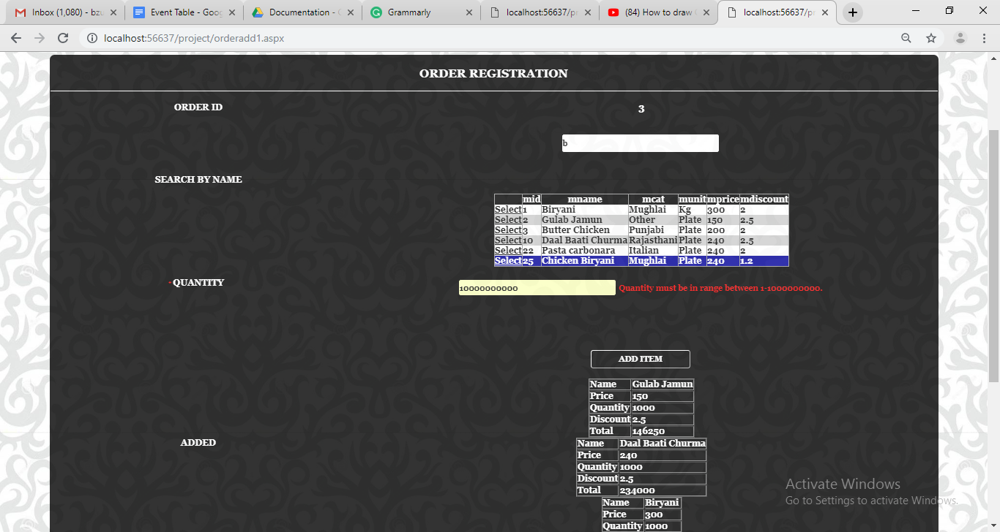 Inbox (1,080) - bzu
Event Table - Goog
Documentation -
Grammarly
localhost:56637/pr
(84) How to draw
localhost:56637/pr
localhost:56637/project/orderadd1.aspx
ORDER REGISTRATION
ORDER ID
3
b
SEARCH BY NAME
mid mname mcat munit mprice mdiscount
Select 1 Biryani Mughlai Kg 300 2
Select 2 Gulab Jamun Other Plate 150 2.5
Select 3 Butter Chicken Punjabi Plate 200 2
Select 10 Daal Baati Churma Rajasthani Plate 240 2.5
Select 22 Pasta carbonara Italian Plate 240 2
Select 25 Chicken Biryani Mughlai Plate 240 1.2
*QUANTITY
10000000000
Quantity must be in range between 1-1000000000.
ADD ITEM
ADDED
Name Gulab Jamun
Price 150
Quantity 1000
Discount 2.5
Total 146250
Name Daal Baati Churma
Price 240
Quantity 1000
Discount 2.5
Total 234000
Name Biryani
Price 300
Quantity 1000
Activate Windows
Go to Settings to activate Windows.